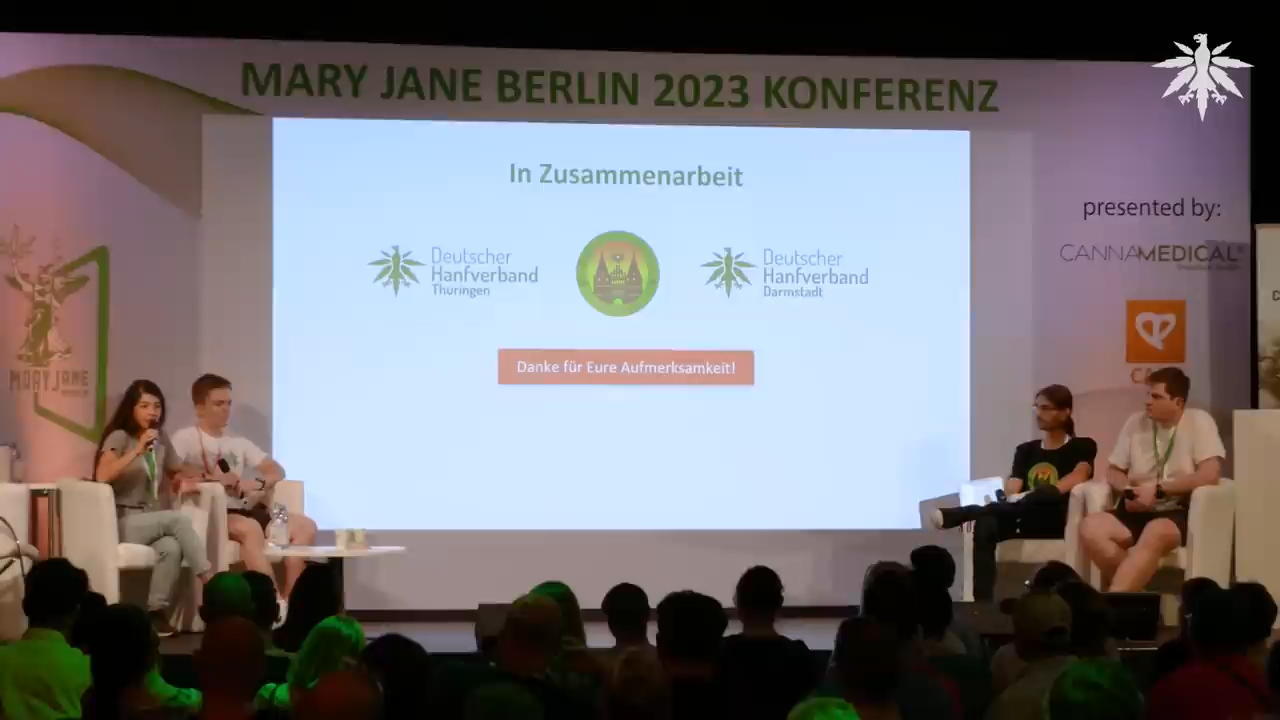 MARY JANE BERLIN 2023 KONFERENZ
In Zusammenarbeit
Deutscher
Hanfverband
Thüringen
Deutscher
Hanfverband
Darmstadt
Danke für Eure Aufmerksamkeit!
presented by:
CANNAMEDICAL®
MARY JANE